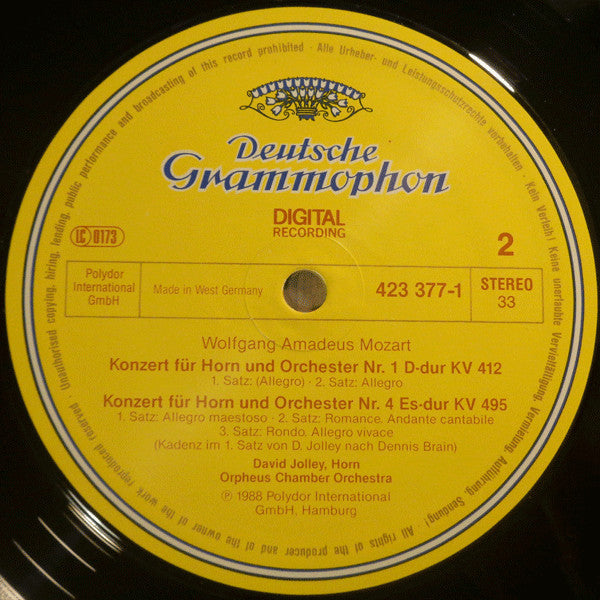 Unauthorised copying, hiring, lending, public performance and broadcasting of this record prohibited · Alle Urheber- und Leistungsschutzrechte vorbehalten · Kein Verleih! Keine unerlaubte Vervielfältigung, Vermietung, Aufführung, Sendung! All rights of the producer and of the owner of the work reproduced reserved
Deutsche
Grammophon
DIGITAL
RECORDING
2
LC 0173
Polydor
International
GmbH
Made in West Germany
423 377-1
STEREO
33
Wolfgang Amadeus Mozart
Konzert für Horn und Orchester Nr. 1 D-dur KV 412
1. Satz: (Allegro) · 2. Satz: Allegro
Konzert für Horn und Orchester Nr. 4 Es-dur KV 495
1. Satz: Allegro maestoso · 2. Satz: Romance. Andante cantabile
3. Satz: Rondo. Allegro vivace
(Kadenz im 1. Satz von D. Jolley nach Dennis Brain)
David Jolley, Horn
Orpheus Chamber Orchestra
℗ 1988 Polydor International
GmbH, Hamburg